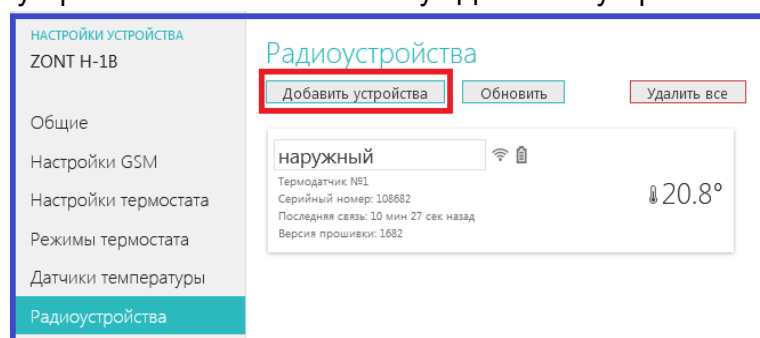 НАСТРОЙКИ УСТРОЙСТВА
ZONT H-1В
Общие
Настройки GSM
Настройки термостата
Режимы термостата
Датчики температуры
Радиоустройства
Радиоустройства
Добавить устройства
Обновить
Удалить все
наружный
Термодатчик №1
Серийный номер: 108682
Последняя связь: 10 мин 27 сек назад
Версия прошивки: 1682
20.8°